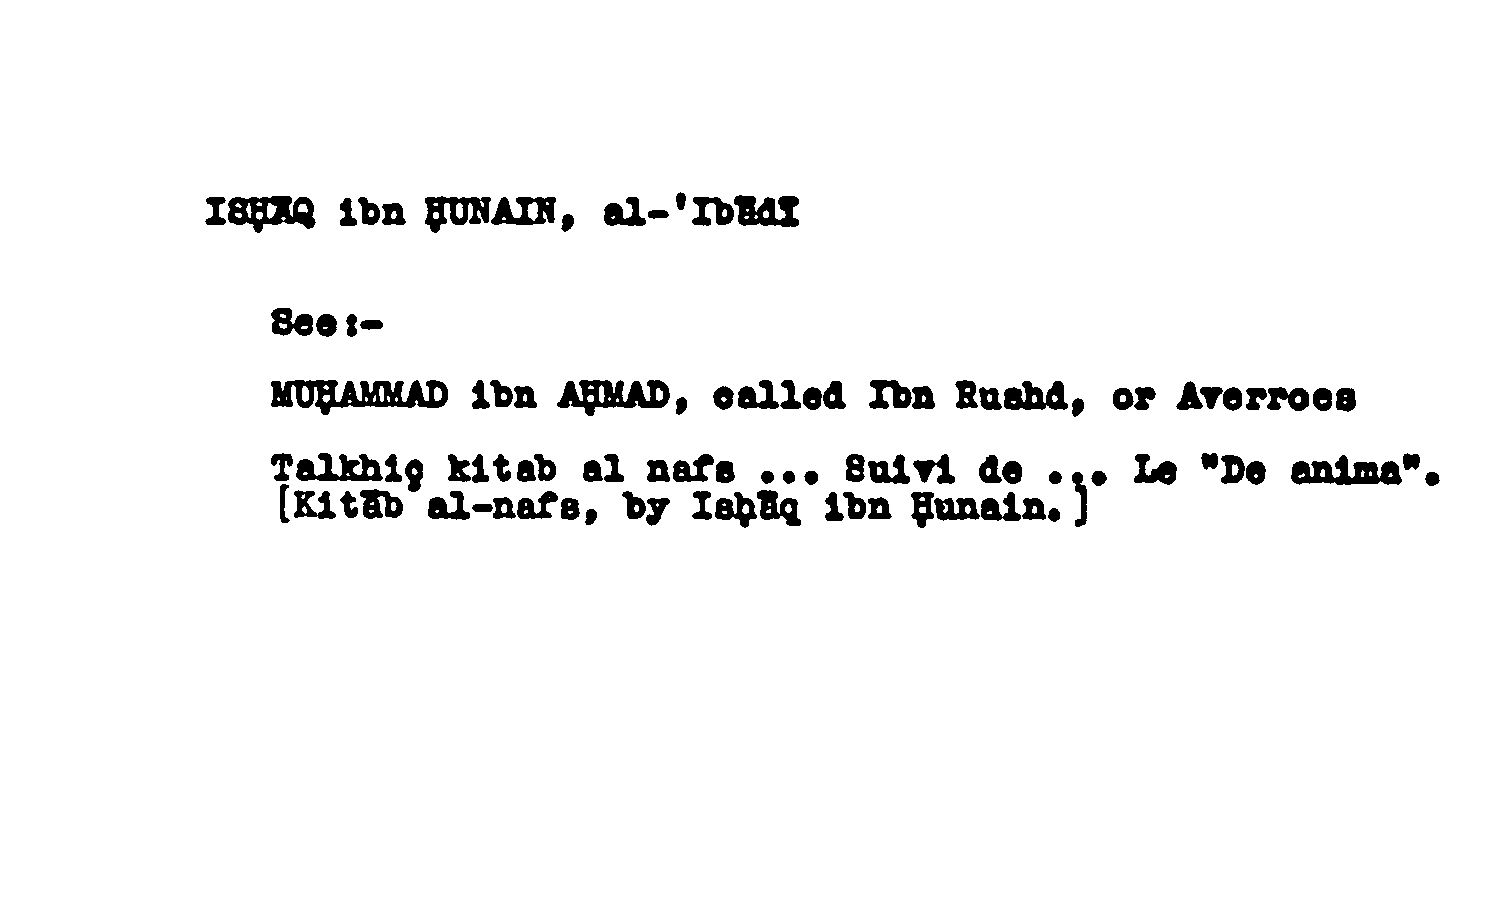 ISḤĀQ ibn ḤUNAIN, al-'Ibādī
See:-
MUḤAMMAD ibn AḤMAD, called Ibn Rushd, or Averroes
Talkhiç kitab al nafs ... Suivi de ... Le "De anima".
[Kitāb al-nafs, by Isḥāq ibn Ḥunain.]